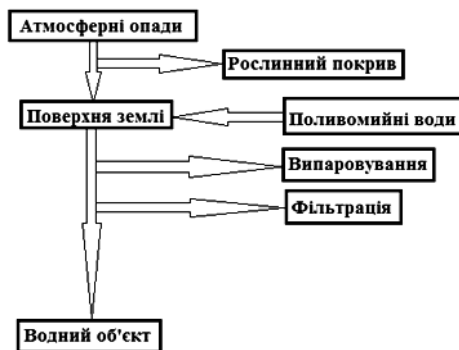 Атмосферні опади
Рослинний покрив
Поверхня землі
Поливомийні води
Випаровування
Фільтрація
Водний об'єкт